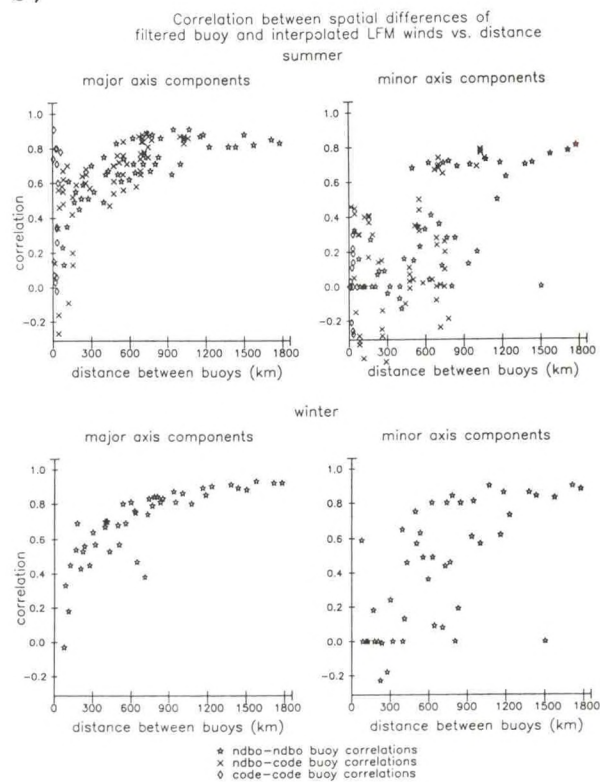 Correlation between spatial differences of
filtered buoy and interpolated LFM winds vs. distance
summer
major axis components
minor axis components
correlation
1.0
0.8
0.6
0.4
0.2
0.0
-0.2
300 600 900 1200 1500 1800
distance between buoys (km)
1.0
0.8
0.6
0.4
0.2
0.0
-0.2
0 300 600 900 1200 1500 1800
distance between buoys (km)
winter
major axis components
minor axis components
correlation
1.0
0.8
0.6
0.4
0.2
0.0
-0.2
0 300 600 900 1200 1500 1800
distance between buoys (km)
1.0
0.8
0.6
0.4
0.2
0.0
-0.2
0 300 600 900 1200 1500 1800
distance between buoys (km)
ndbo-ndbo buoy correlations
ndbo-code buoy correlations
code-code buoy correlations